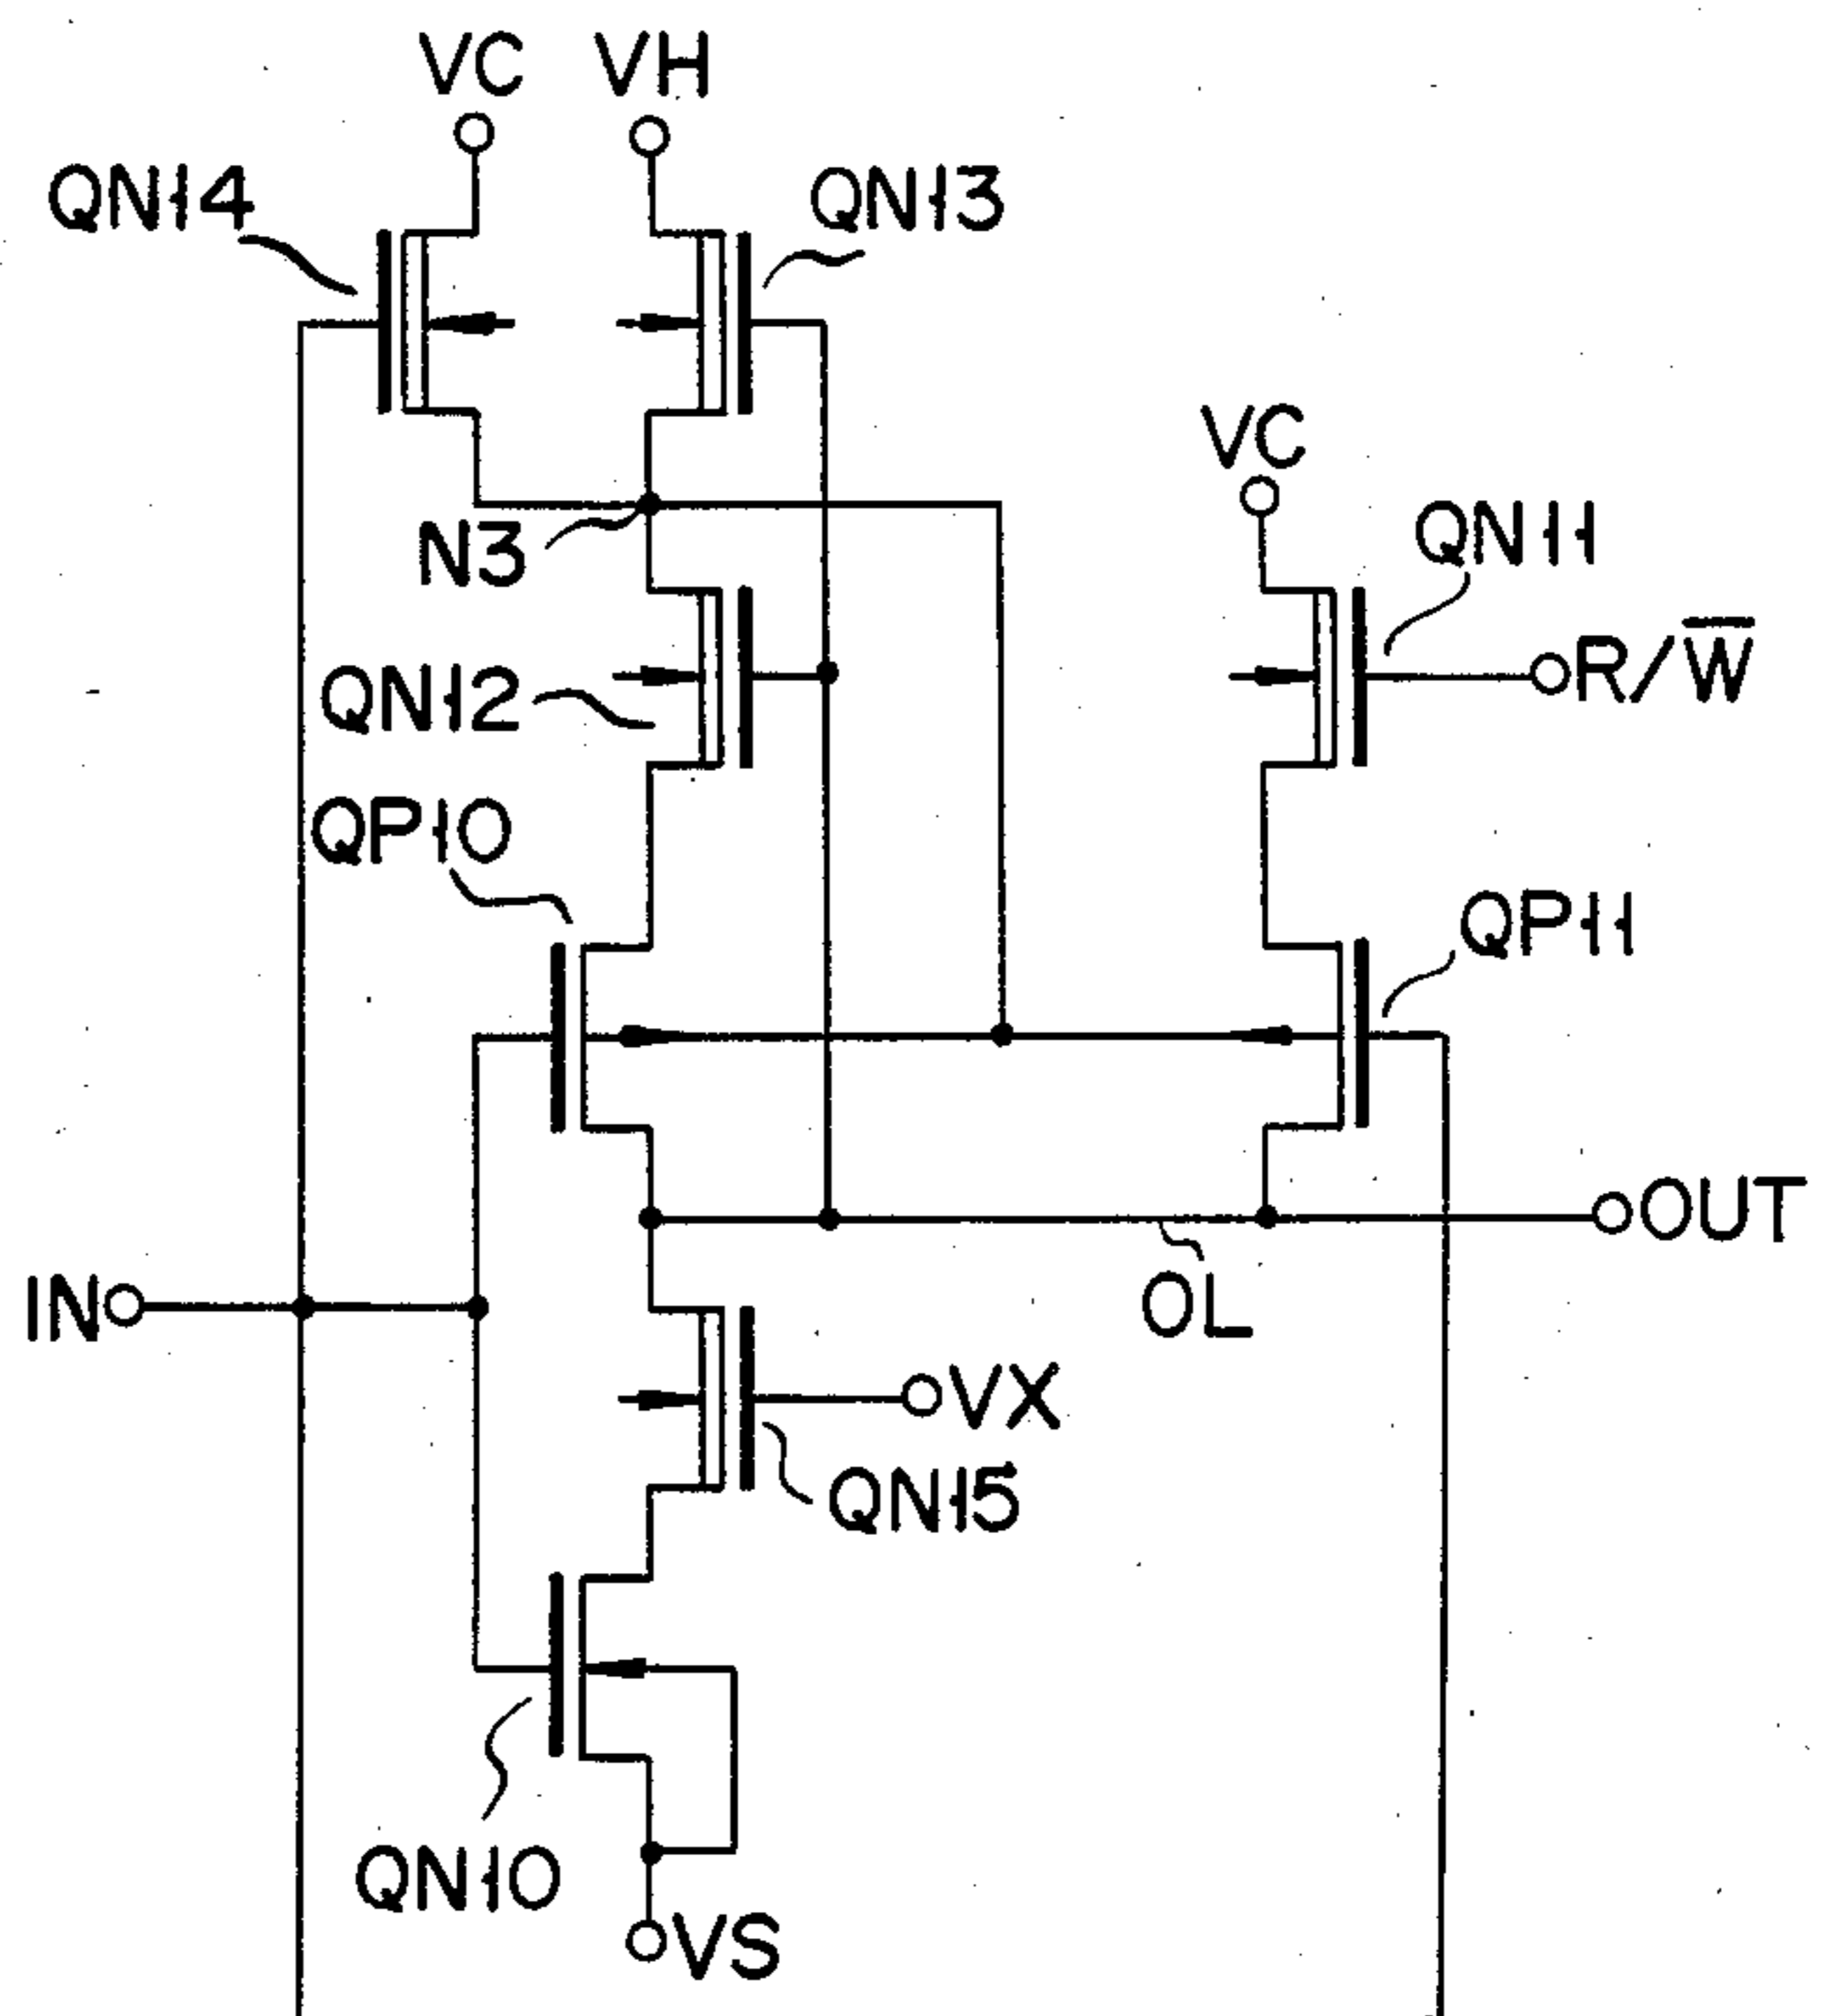 VC VH
QN14 QN13
VC
N3 QN11
QN12 R/W̅
QP10
QP11
OUT
IN OL
VX
QN15
QN10
VS